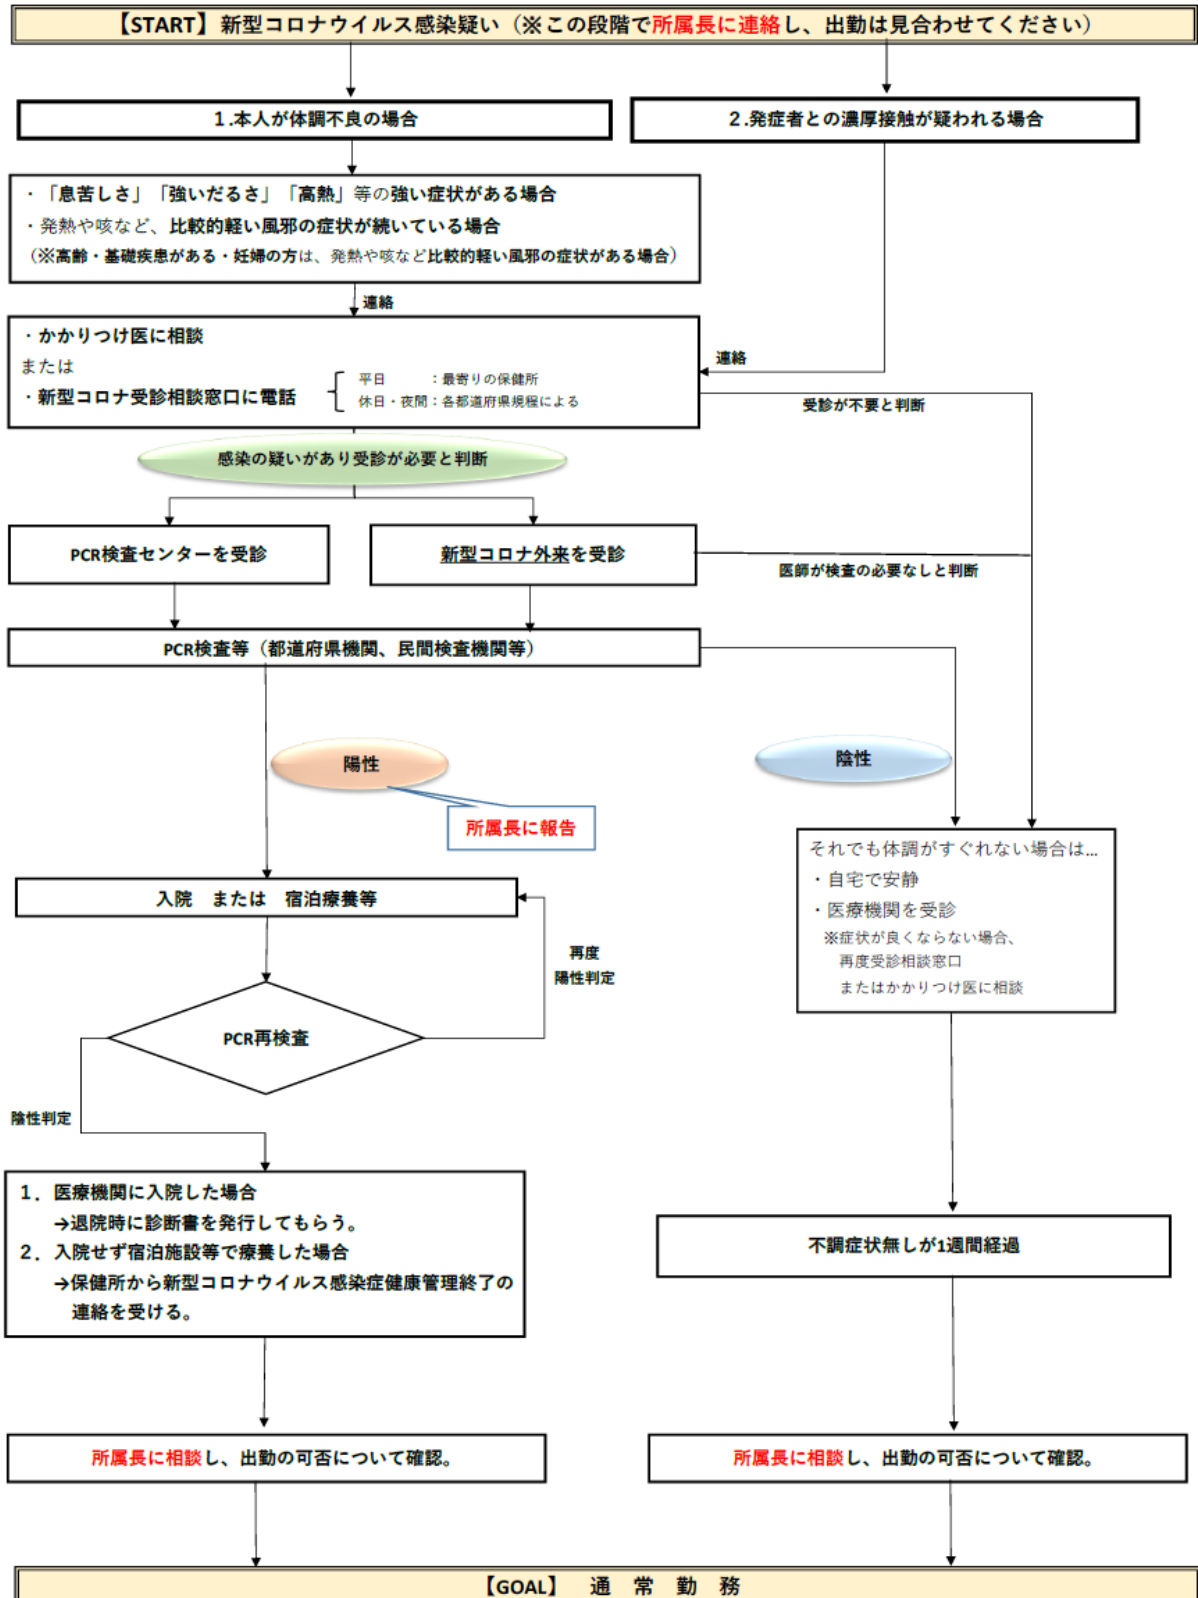 【START】新型コロナウイルス感染疑い（※この段階で所属長に連絡し、出勤は見合わせてください）
１.本人が体調不良の場合
２.発症者との濃厚接触が疑われる場合
・「息苦しさ」「強いだるさ」「高熱」等の強い症状がある場合
・発熱や咳など、比較的軽い風邪の症状が続いている場合
（※高齢・基礎疾患がある・妊婦の方は、発熱や咳など比較的軽い風邪の症状がある場合）
連絡
・かかりつけ医に相談
または
・新型コロナ受診相談窓口に電話
平日　　　：最寄りの保健所
休日・夜間：各都道府県規程による
連絡
受診が不要と判断
感染の疑いがあり受診が必要と判断
PCR検査センターを受診
新型コロナ外来を受診
医師が検査の必要なしと判断
PCR検査等（都道府県機関、民間検査機関等）
陽性
陰性
所属長に報告
それでも体調がすぐれない場合は…
・自宅で安静
・医療機関を受診
※症状が良くならない場合、
再度受診相談窓口
またはかかりつけ医に相談
入院　または　宿泊療養等
再度
陽性判定
PCR再検査
陰性判定
1．医療機関に入院した場合
→退院時に診断書を発行してもらう。
2．入院せず宿泊施設等で療養した場合
→保健所から新型コロナウイルス感染症健康管理終了の
連絡を受ける。
不調症状無しが1週間経過
所属長に相談し、出勤の可否について確認。
所属長に相談し、出勤の可否について確認。
【GOAL】　通　常　勤　務